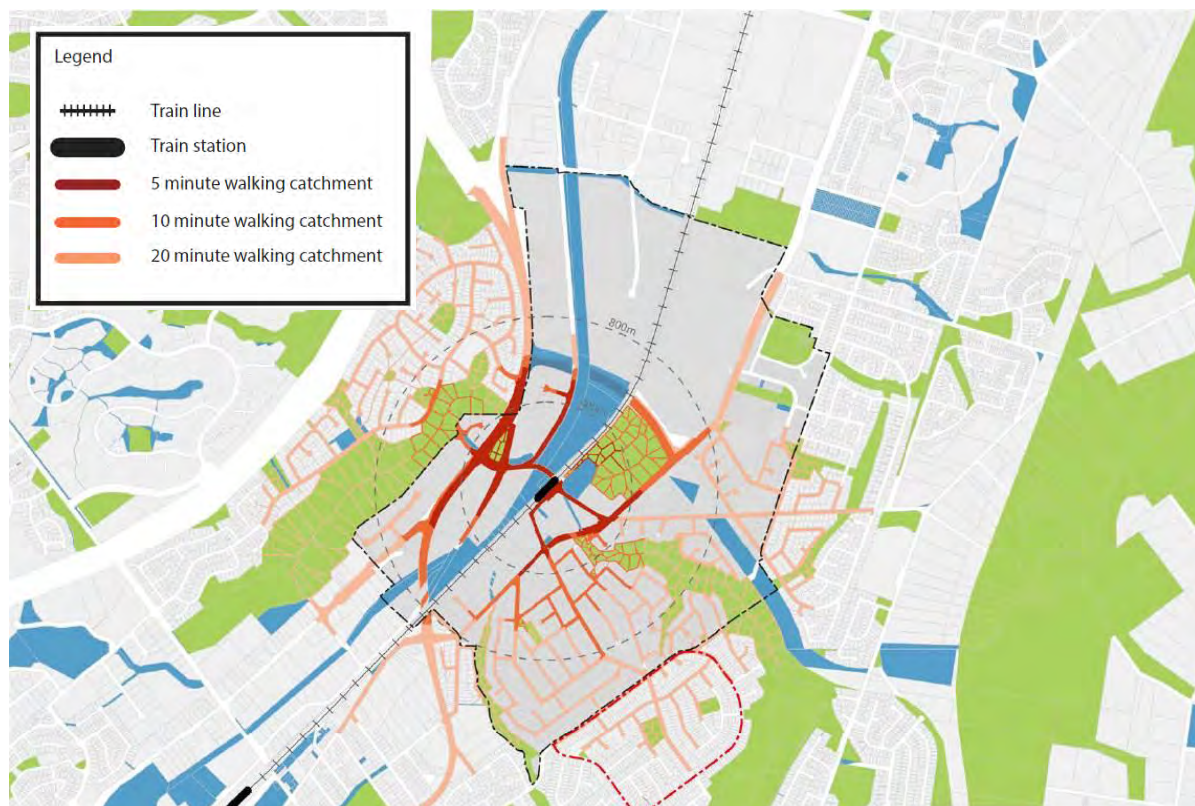 Legend
Train line
Train station
5 minute walking catchment
10 minute walking catchment
20 minute walking catchment
800m